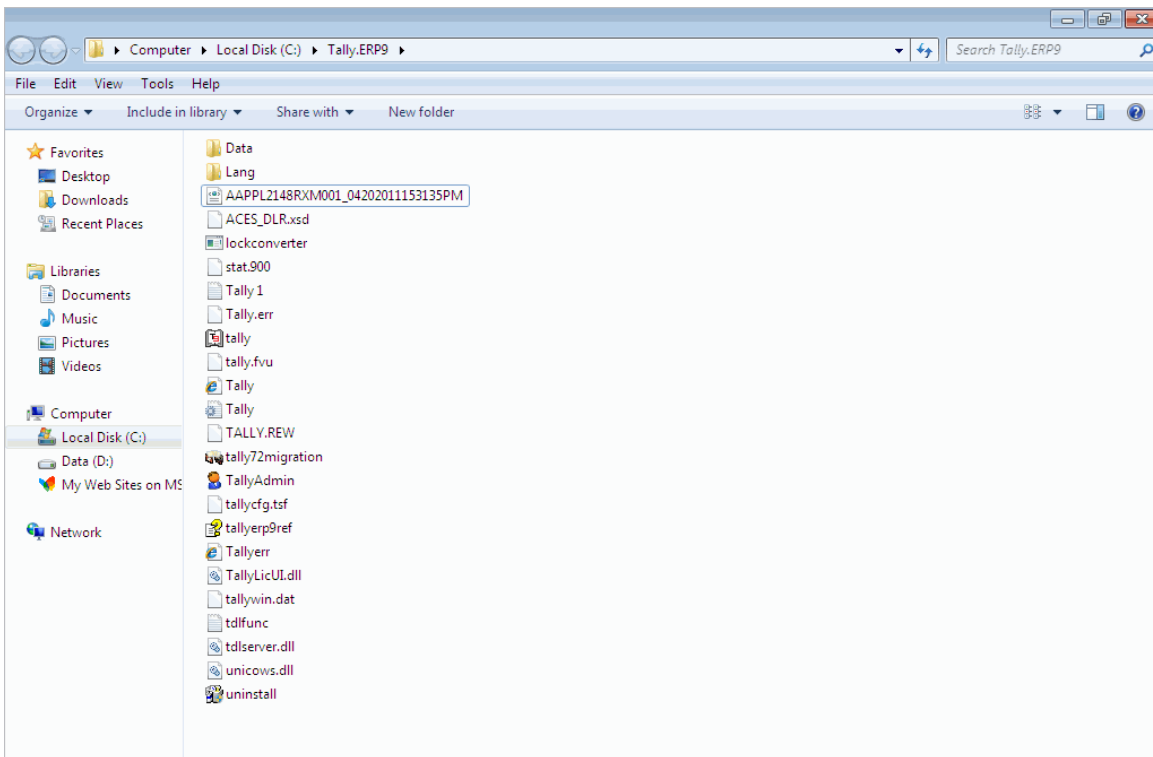 Computer ▸ Local Disk (C:) ▸ Tally.ERP9 ▸
Search Tally.ERP9
File Edit View Tools Help
Organize Include in library Share with New folder
Favorites
Desktop
Downloads
Recent Places
Libraries
Documents
Music
Pictures
Videos
Computer
Local Disk (C:)
Data (D:)
My Web Sites on MS
Network
Data
Lang
AAPPL2148RXM001_04202011153135PM
ACES_DLR.xsd
lockconverter
stat.900
Tally 1
Tally.err
tally
tally.fvu
Tally
Tally
TALLY.REW
tally72migration
TallyAdmin
tallycfg.tsf
tallyerp9ref
Tallyerr
TallyLicUI.dll
tallywin.dat
tdlfunc
tdlserver.dll
unicows.dll
uninstall